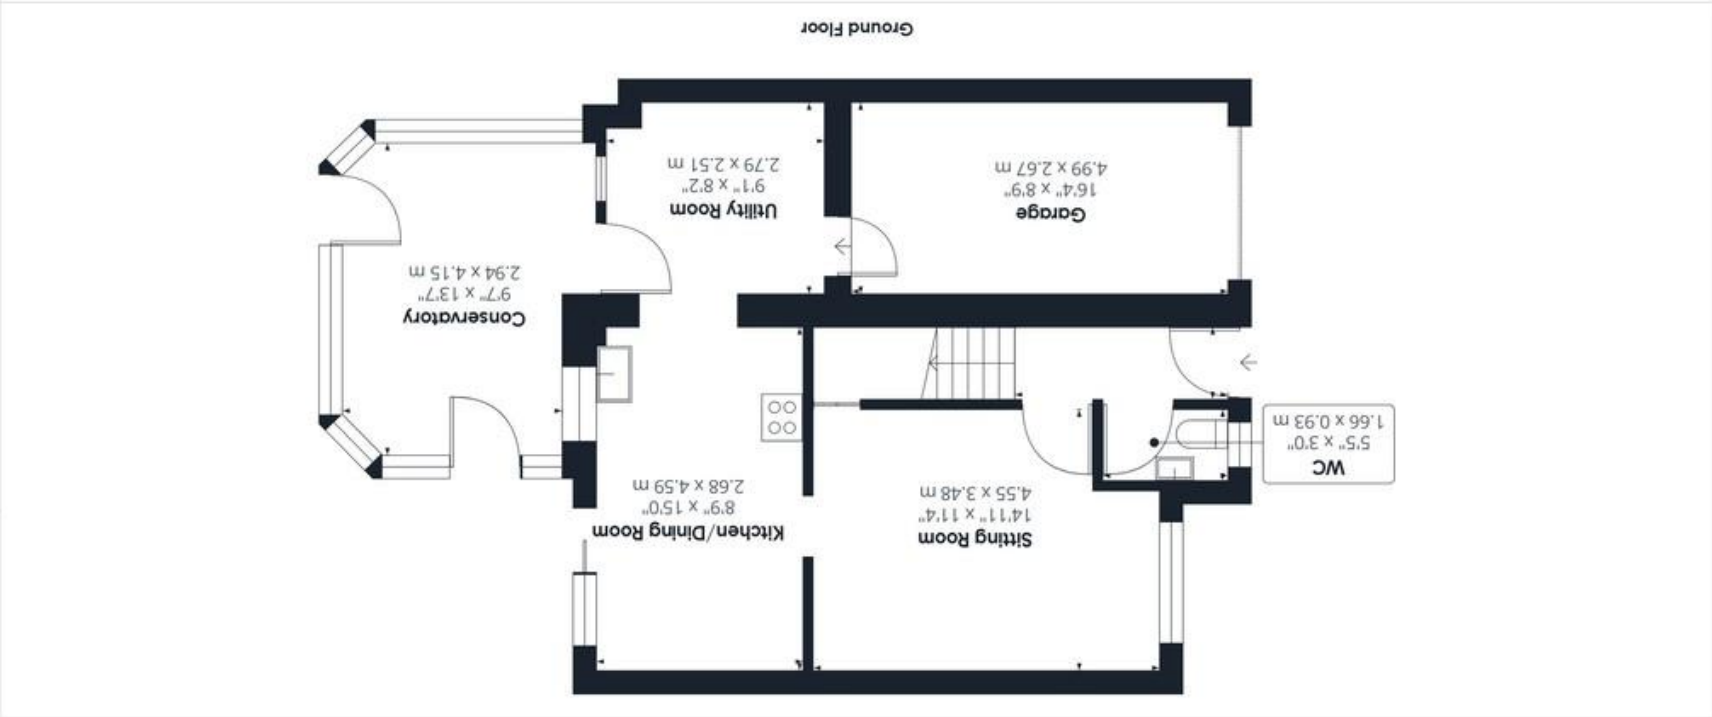 WC
5'5" x 3'0"
1.66 x 0.93 m
Sitting Room
14'11" x 11'4"
4.55 x 3.48 m
Kitchen/Dining Room
8'9" x 15'0"
2.68 x 4.59 m
Conservatory
9'7" x 13'7"
2.94 x 4.15 m
Garage
16'4" x 8'9"
4.99 x 2.67 m
Utility Room
9'1" x 8'2"
2.79 x 2.51 m
Ground Floor